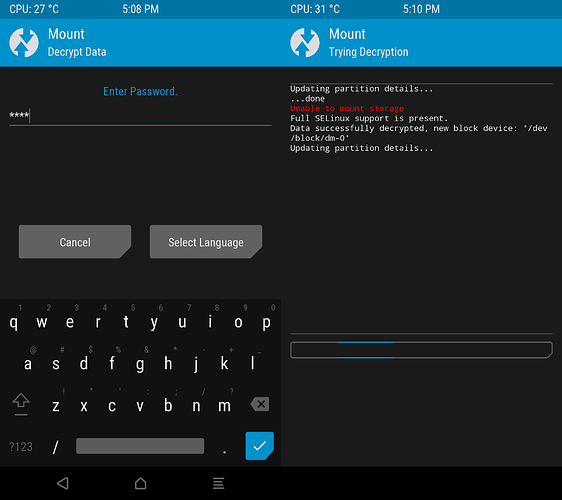 CPU: 27 °C 5:08 PM
Mount
Decrypt Data
Enter Password.
****
Cancel
Select Language
1 2 3 4 5 6 7 8 9 0
q w e r t y u i o p
@ # $ % & * - + _
a s d f g h j k l
! " ' : ; / ?
z x c v b n m
?123 / .
CPU: 31 °C 5:10 PM
Mount
Trying Decryption
Updating partition details...
...done
Unable to mount storage
Full SELinux support is present.
Data successfully decrypted, new block device: '/dev
/block/dm-0'
Updating partition details...